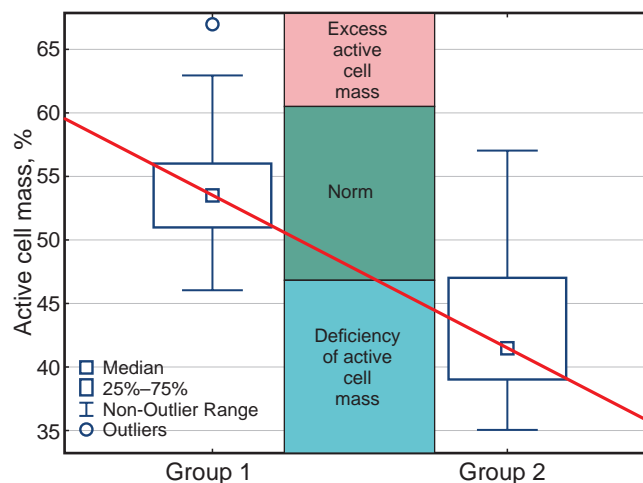 Active cell mass, %
65
60
55
50
45
40
35
Excess
active
cell
mass
Norm
Deficiency
of active
cell
mass
Median
25%–75%
Non-Outlier Range
Outliers
Group 1
Group 2